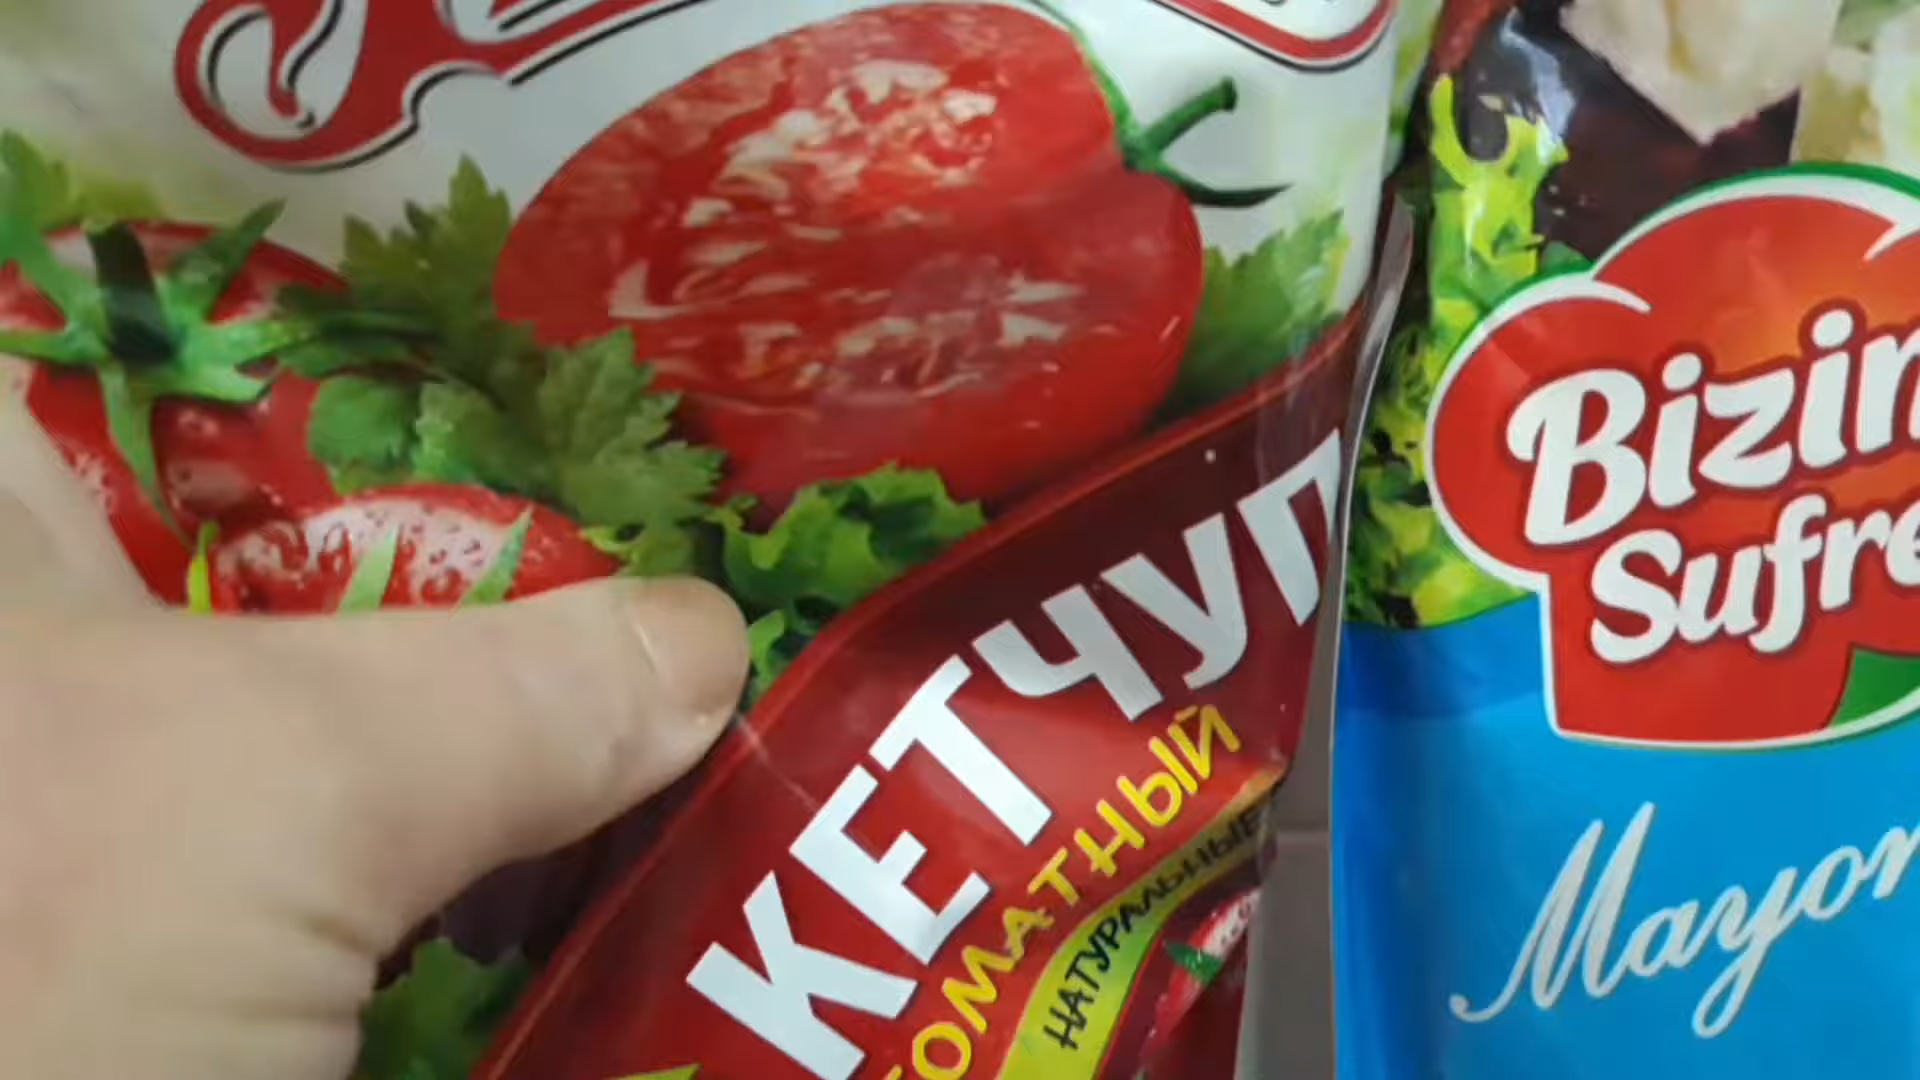 КЕТЧУП
ТОМАТНЫЙ
НАТУРАЛЬНЫЕ
Bizim
Sufre
Mayon